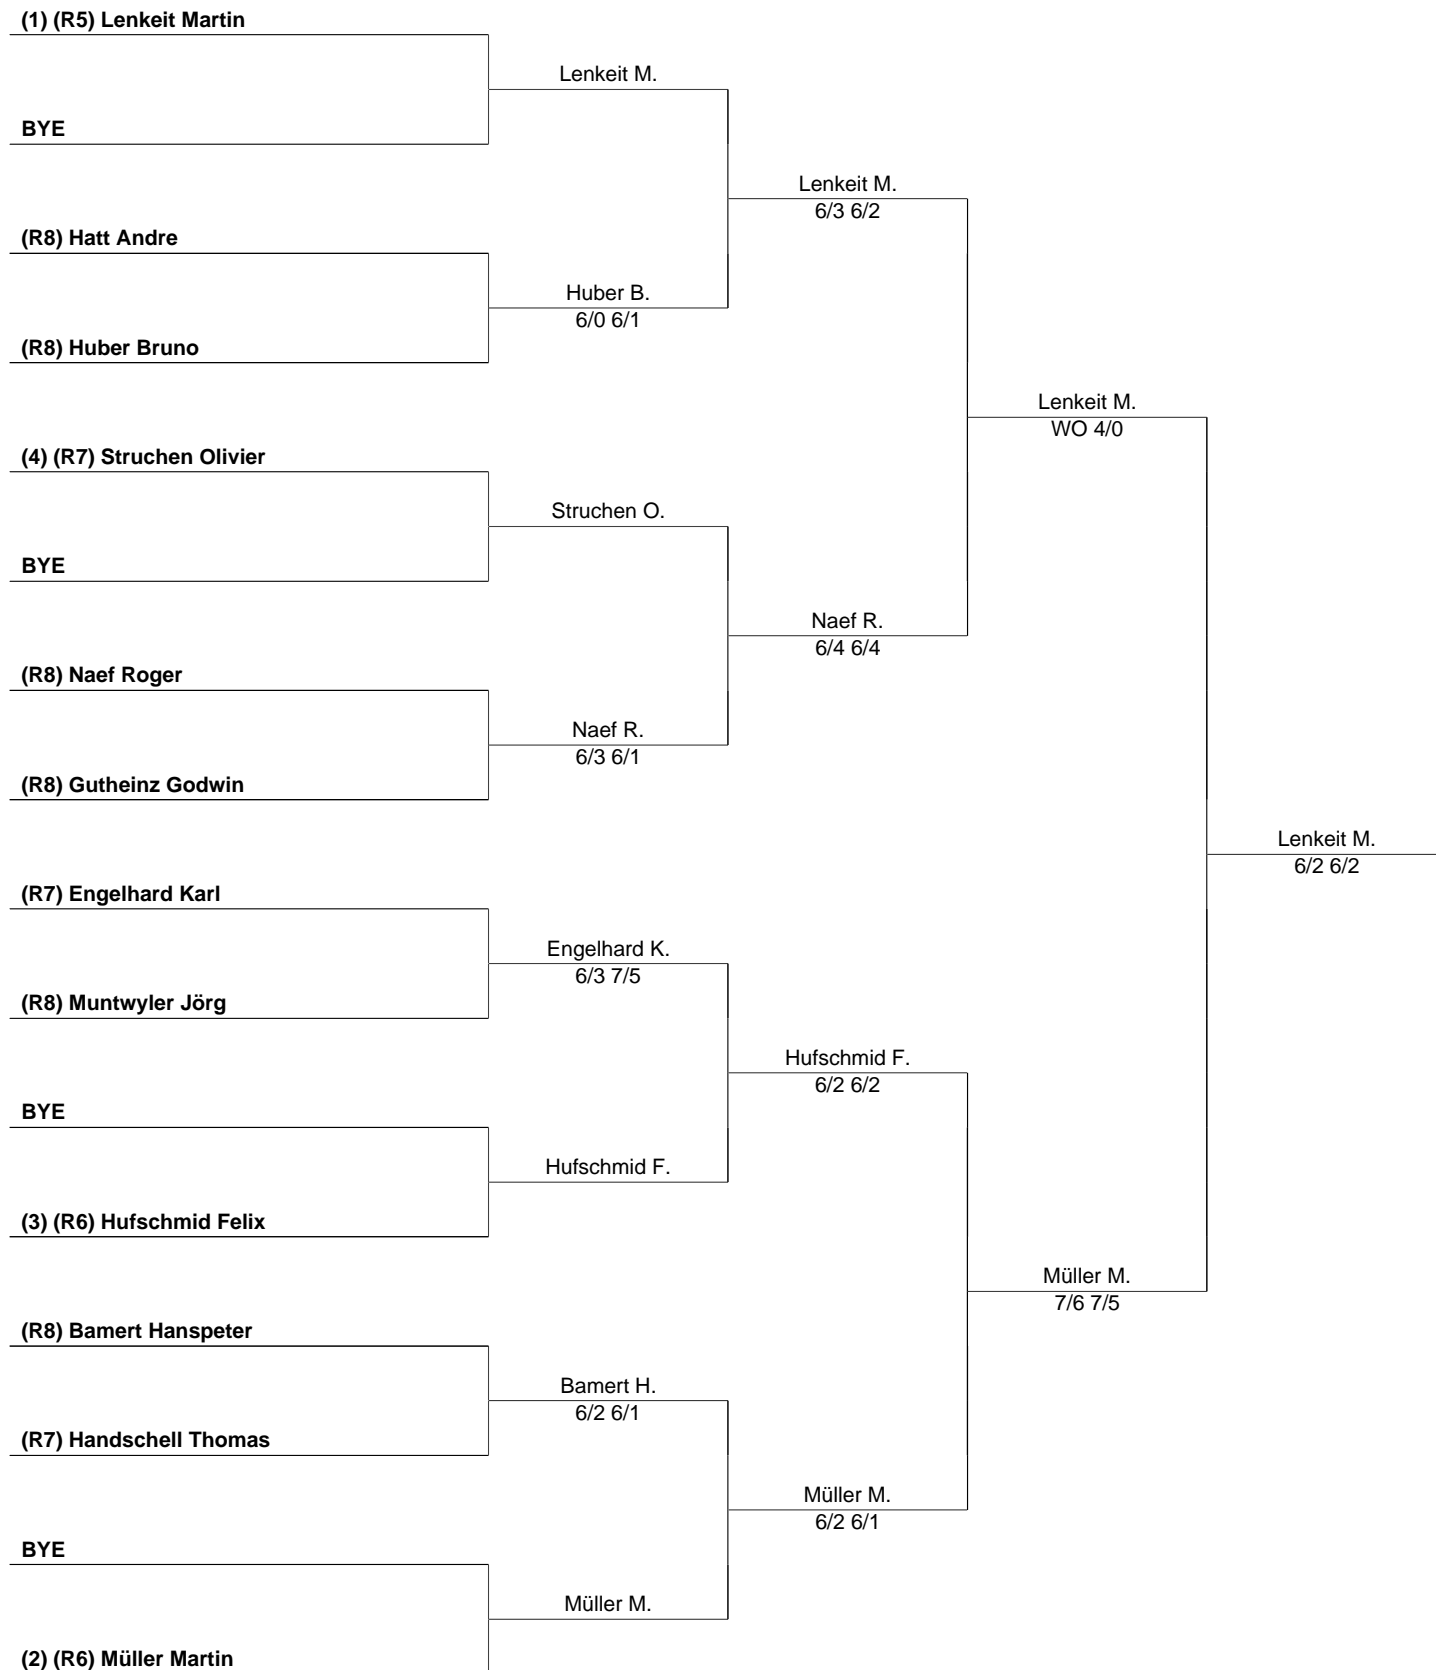 (1) (R5) Lenkeit Martin
Lenkeit M.
BYE
Lenkeit M.
6/3 6/2
(R8) Hatt Andre
Huber B.
6/0 6/1
(R8) Huber Bruno
Lenkeit M.
WO 4/0
(4) (R7) Struchen Olivier
Struchen O.
BYE
Naef R.
6/4 6/4
(R8) Naef Roger
Naef R.
6/3 6/1
(R8) Gutheinz Godwin
Lenkeit M.
6/2 6/2
(R7) Engelhard Karl
Engelhard K.
6/3 7/5
(R8) Muntwyler Jörg
Hufschmid F.
6/2 6/2
BYE
Hufschmid F.
(3) (R6) Hufschmid Felix
Müller M.
7/6 7/5
(R8) Bamert Hanspeter
Bamert H.
6/2 6/1
(R7) Handschell Thomas
Müller M.
6/2 6/1
BYE
Müller M.
(2) (R6) Müller Martin